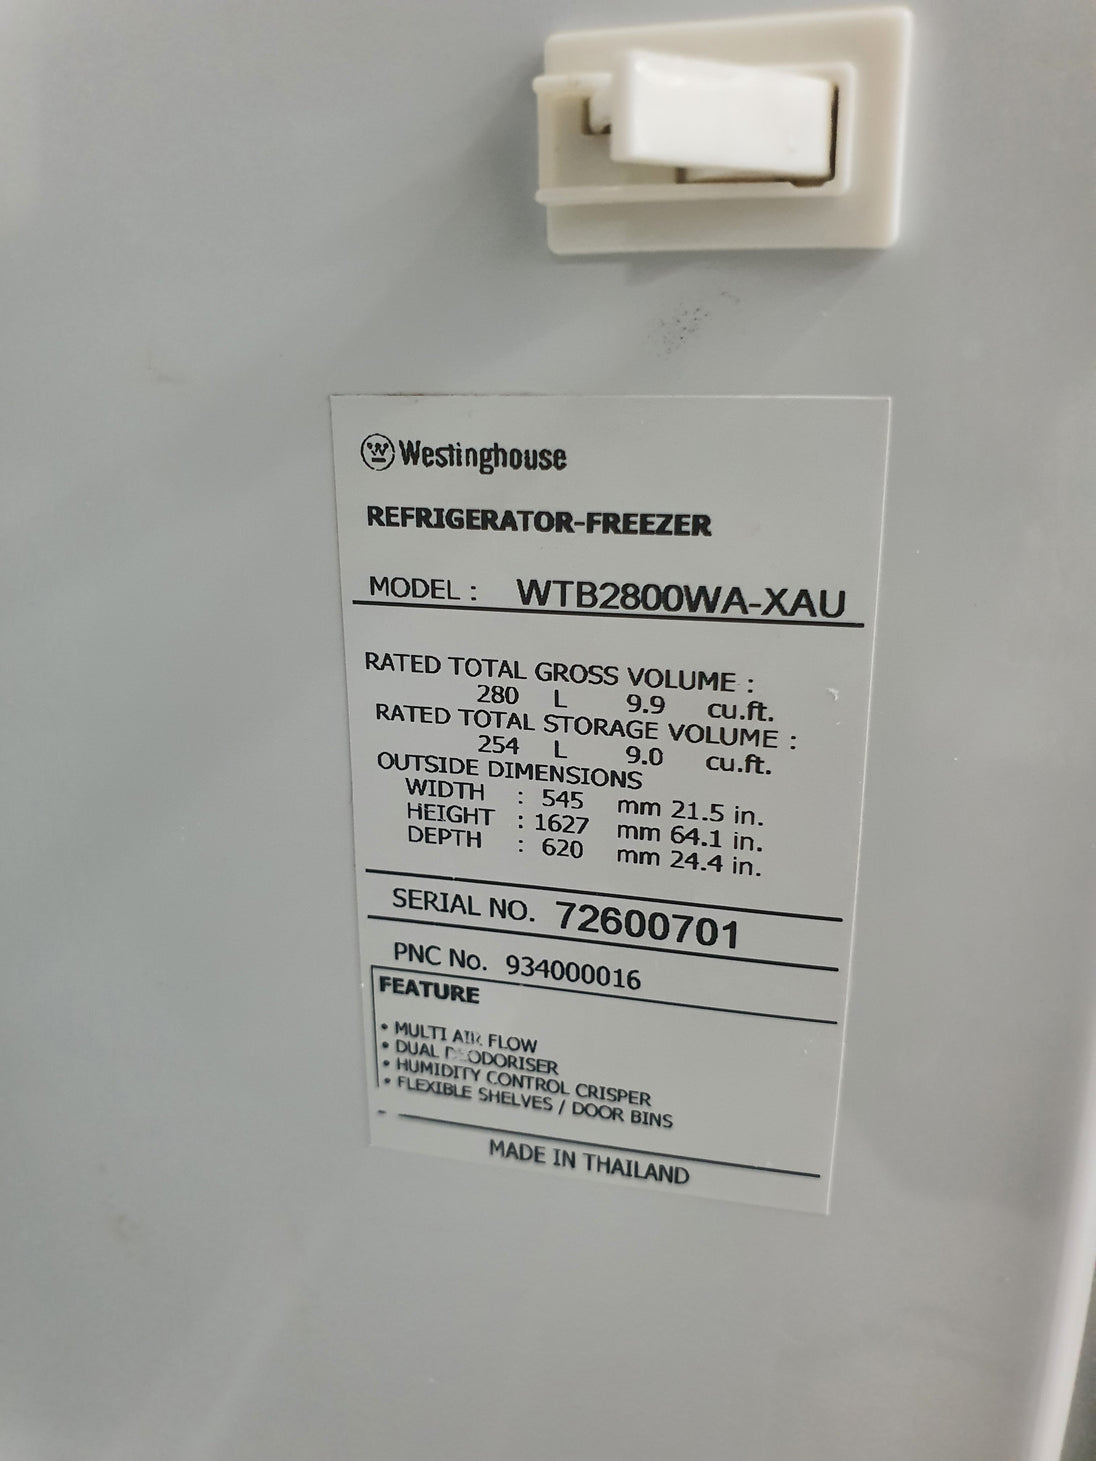 Westinghouse
REFRIGERATOR-FREEZER
MODEL : WTB2800WA-XAU
RATED TOTAL GROSS VOLUME :
280 L 9.9 cu.ft.
RATED TOTAL STORAGE VOLUME :
254 L 9.0 cu.ft.
OUTSIDE DIMENSIONS
WIDTH : 545 mm 21.5 in.
HEIGHT : 1627 mm 64.1 in.
DEPTH : 620 mm 24.4 in.
SERIAL NO. 72600701
PNC No. 934000016
FEATURE
• MULTI AIR FLOW
• DUAL DEODORISER
• HUMIDITY CONTROL CRISPER
• FLEXIBLE SHELVES / DOOR BINS
MADE IN THAILAND